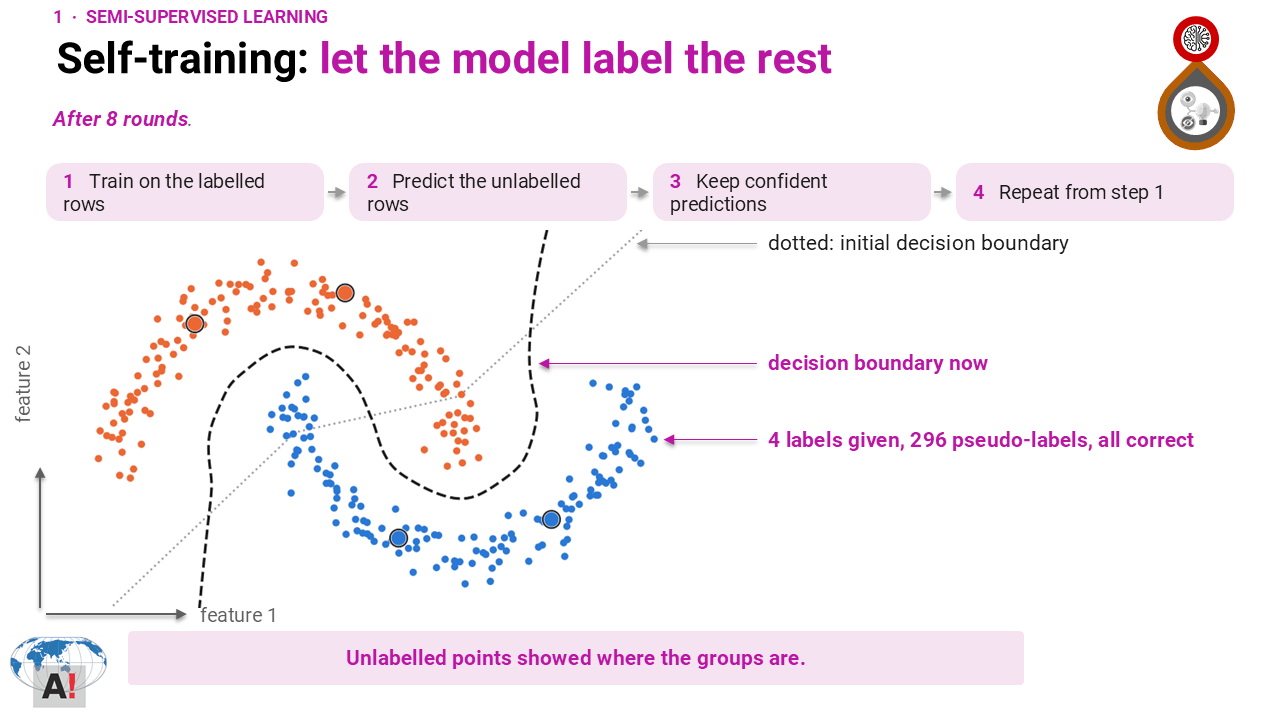 1 · SEMI-SUPERVISED LEARNING
Self-training: let the model label the rest
After 8 rounds.
1 Train on the labelled
rows
2 Predict the unlabelled
rows
3 Keep confident
predictions
4 Repeat from step 1
dotted: initial decision boundary
decision boundary now
4 labels given, 296 pseudo-labels, all correct
feature 2
feature 1
Unlabelled points showed where the groups are.
A!